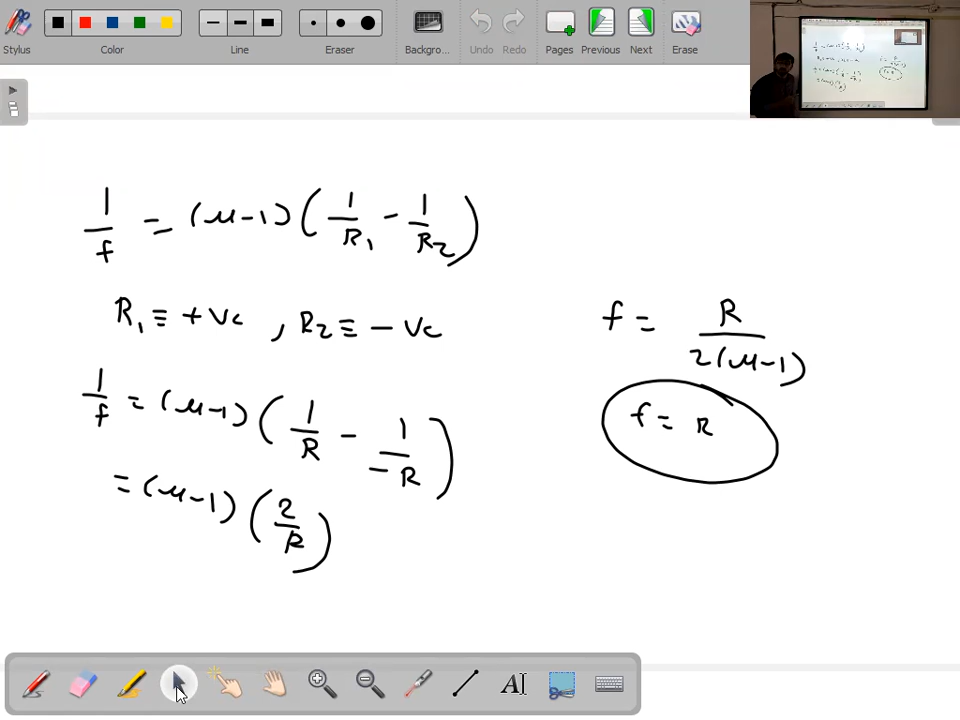 Stylus
Color
Line
Eraser
Backgro...
Undo
Redo
Pages
Previous
Next
Erase
1/f = (μ-1)(1/R₁ - 1/R₂)
R₁ ≡ +ve, R₂ ≡ -ve
1/f = (μ-1)(1/R - 1/-R)
= (μ-1)(2/R)
f = R/2(μ-1)
f = R
A